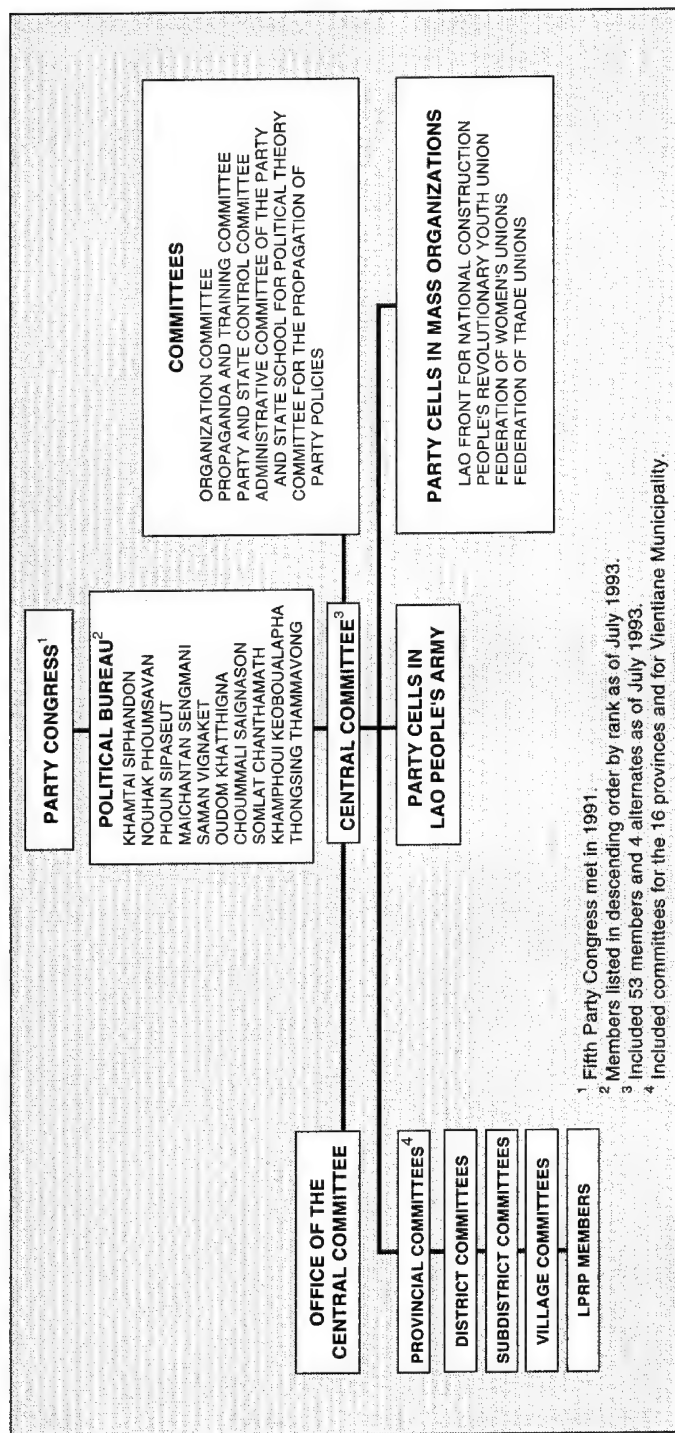 PARTY CONGRESS¹
POLITICAL BUREAU²
KHAMTAI SIPHANDON
NOUHAK PHOUMSAVAN
PHOUN SIPASEUT
MAICHANTAN SENGMANI
SAMAN VIGNAKET
OUDOM KHATTHIGNA
CHOUMMALI SAIGNASON
SOMLAT CHANTHAMATH
KHAMPHOUI KEOBOUALAPHA
THONGSING THAMMAVONG
OFFICE OF THE
CENTRAL COMMITTEE
CENTRAL COMMITTEE³
COMMITTEES
ORGANIZATION COMMITTEE
PROPAGANDA AND TRAINING COMMITTEE
PARTY AND STATE CONTROL COMMITTEE
ADMINISTRATIVE COMMITTEE OF THE PARTY
AND STATE SCHOOL FOR POLITICAL THEORY
COMMITTEE FOR THE PROPAGATION OF
PARTY POLICIES
PROVINCIAL COMMITTEES⁴
DISTRICT COMMITTEES
SUBDISTRICT COMMITTEES
VILLAGE COMMITTEES
LPRP MEMBERS
PARTY CELLS IN
LAO PEOPLE'S ARMY
PARTY CELLS IN MASS ORGANIZATIONS
LAO FRONT FOR NATIONAL CONSTRUCTION
PEOPLE'S REVOLUTIONARY YOUTH UNION
FEDERATION OF WOMEN'S UNIONS
FEDERATION OF TRADE UNIONS
¹ Fifth Party Congress met in 1991.
² Members listed in descending order by rank as of July 1993.
³ Included 53 members and 4 alternates as of July 1993.
⁴ Included committees for the 16 provinces and for Vientiane Municipality.